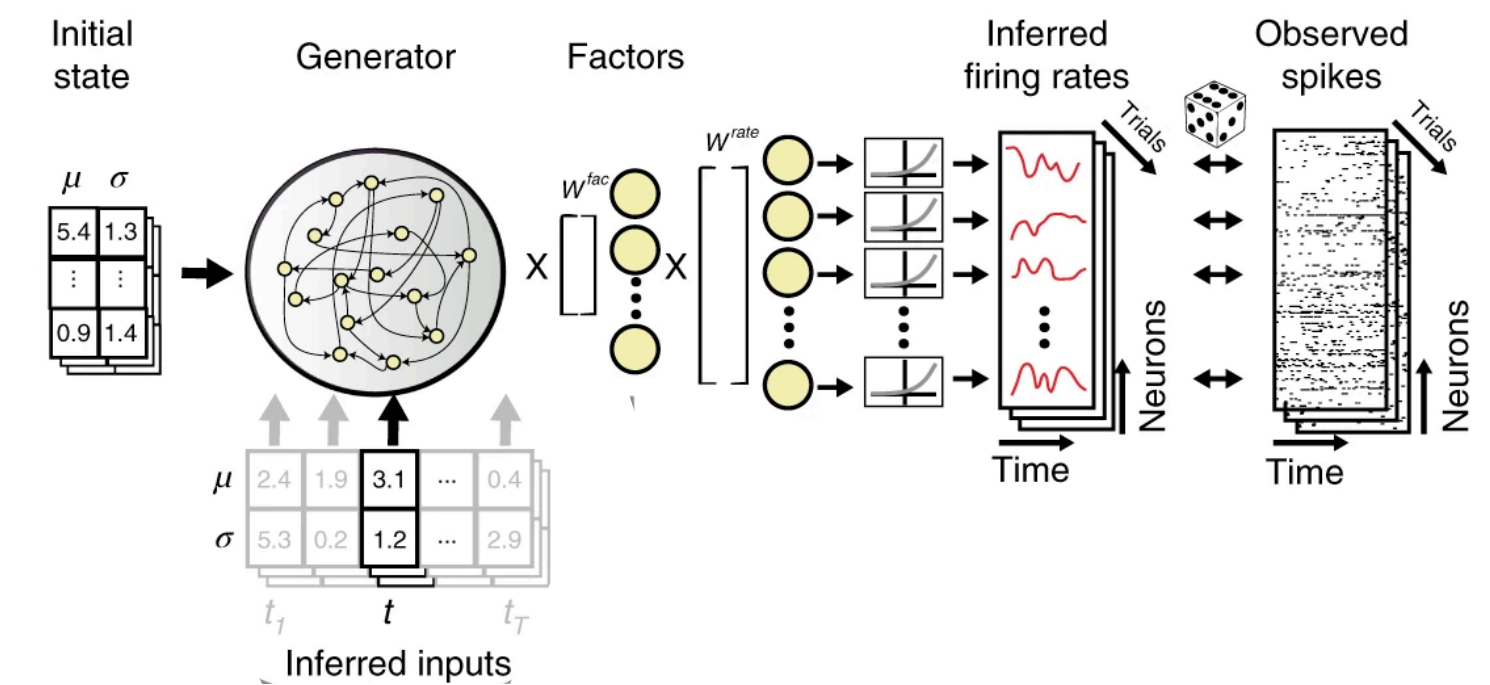 Initial
state
Generator
Factors
Inferred
firing rates
Observed
spikes
Trials
Trials
W^rate
W^fac
μ σ
5.4 1.3
⋮ ⋮
0.9 1.4
X
X
Neurons
Neurons
Time
Time
μ 2.4 1.9 3.1 ... 0.4
σ 5.3 0.2 1.2 ... 2.9
t_1 t t_T
Inferred inputs